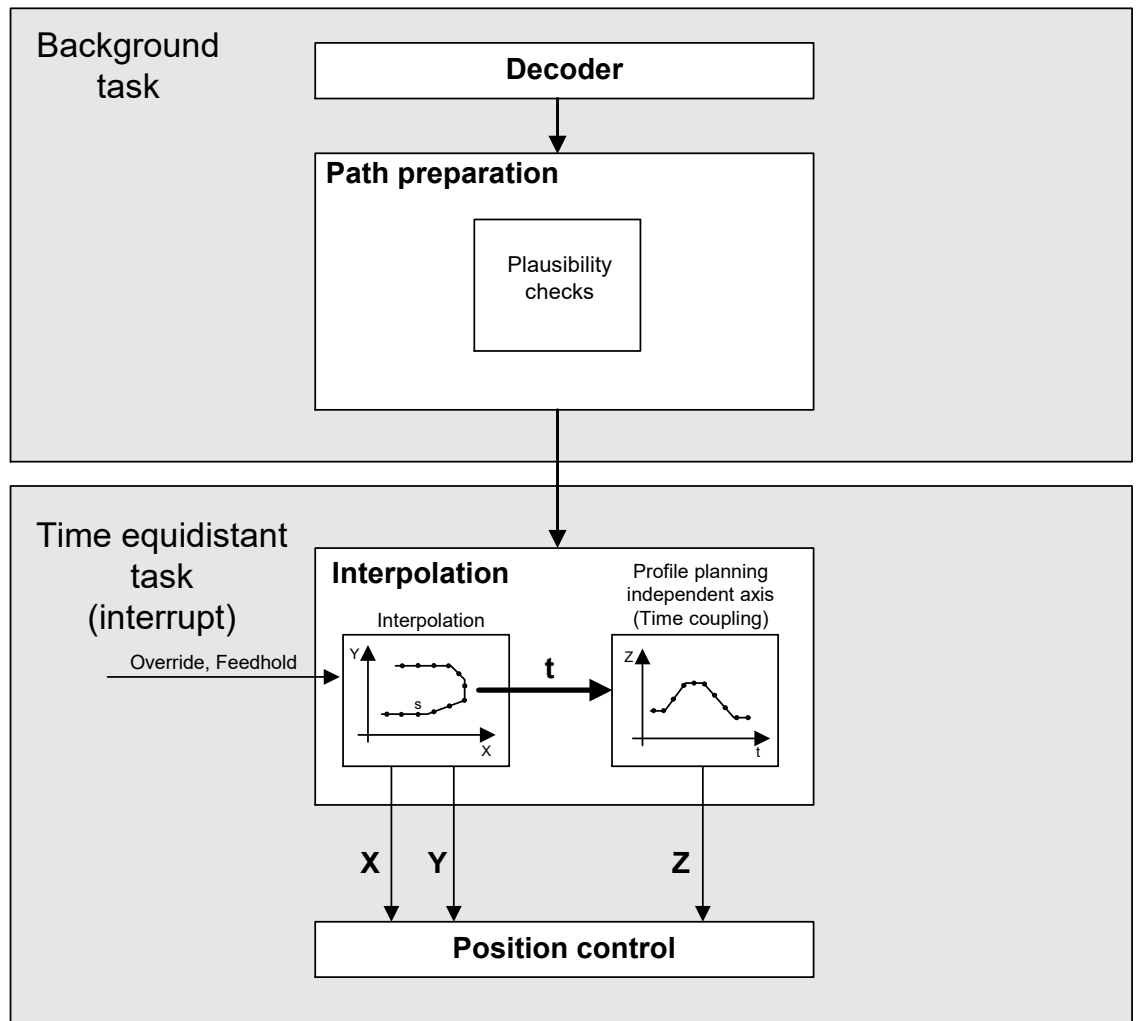 Background
task
Decoder
Path preparation
Plausibility
checks
Time equidistant
task
(interrupt)
Override, Feedhold
Interpolation
Interpolation
Y
s
X
t
Profile planning
independent axis
(Time coupling)
Z
t
X
Y
Z
Position control